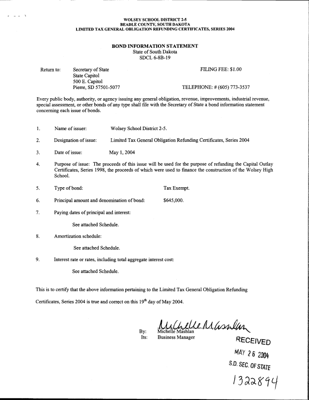 WOLSEY SCHOOL DISTRICT 2-5
BEADLE COUNTY, SOUTH DAKOTA
LIMITED TAX GENERAL OBLIGATION REFUNDING CERTIFICATES, SERIES 2004
BOND INFORMATION STATEMENT
State of South Dakota
SDCL 6-8B-19
Return to: Secretary of State FILING FEE: $1.00
State Capitol
500 E. Capitol
Pierre, SD 57501-5077 TELEPHONE: # (605) 773-3537
Every public body, authority, or agency issuing any general obligation, revenue, improvements, industrial revenue,
special assessment, or other bonds of any type shall file with the Secretary of State a bond information statement
concerning each issue of bonds.
1. Name of issuer: Wolsey School District 2-5.
2. Designation of issue: Limited Tax General Obligation Refunding Certificates, Series 2004
3. Date of issue: May 1, 2004
4. Purpose of issue: The proceeds of this issue will be used for the purpose of refunding the Capital Outlay
Certificates, Series 1998, the proceeds of which were used to finance the construction of the Wolsey High
School.
5. Type of bond: Tax Exempt.
6. Principal amount and denomination of bond: $645,000.
7. Paying dates of principal and interest:
See attached Schedule.
8. Amortization schedule:
See attached Schedule.
9. Interest rate or rates, including total aggregate interest cost:
See attached Schedule.
This is to certify that the above information pertaining to the Limited Tax General Obligation Refunding
Certificates, Series 2004 is true and correct on this 19th day of May 2004.
Michelle Mashlan
By: Michelle Mashlan
Its: Business Manager
RECEIVED
MAY 26 2004
S.D. SEC. OF STATE
1322894